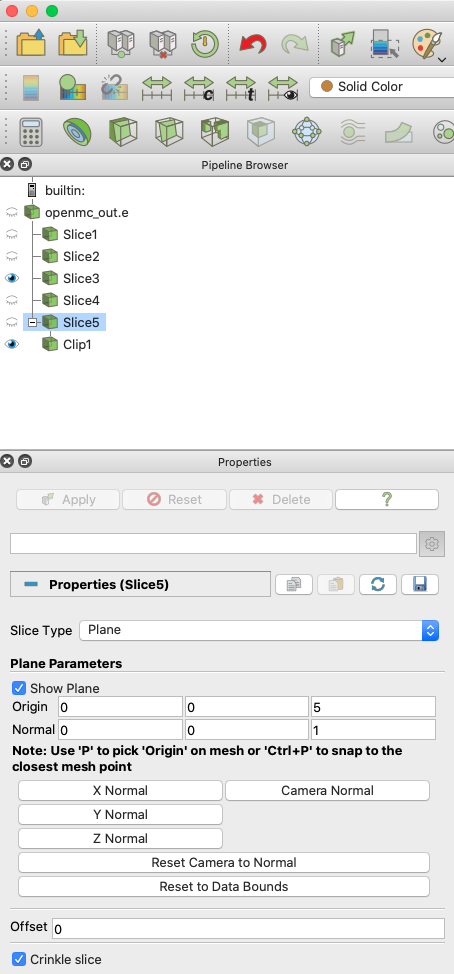 Solid Color
Pipeline Browser
builtin:
openmc_out.e
Slice1
Slice2
Slice3
Slice4
Slice5
Clip1
Properties
Apply Reset Delete ?
Properties (Slice5)
Slice Type Plane
Plane Parameters
Show Plane
Origin 0 0 5
Normal 0 0 1
Note: Use 'P' to pick 'Origin' on mesh or 'Ctrl+P' to snap to the
closest mesh point
X Normal Camera Normal
Y Normal
Z Normal
Reset Camera to Normal
Reset to Data Bounds
Offset 0
Crinkle slice